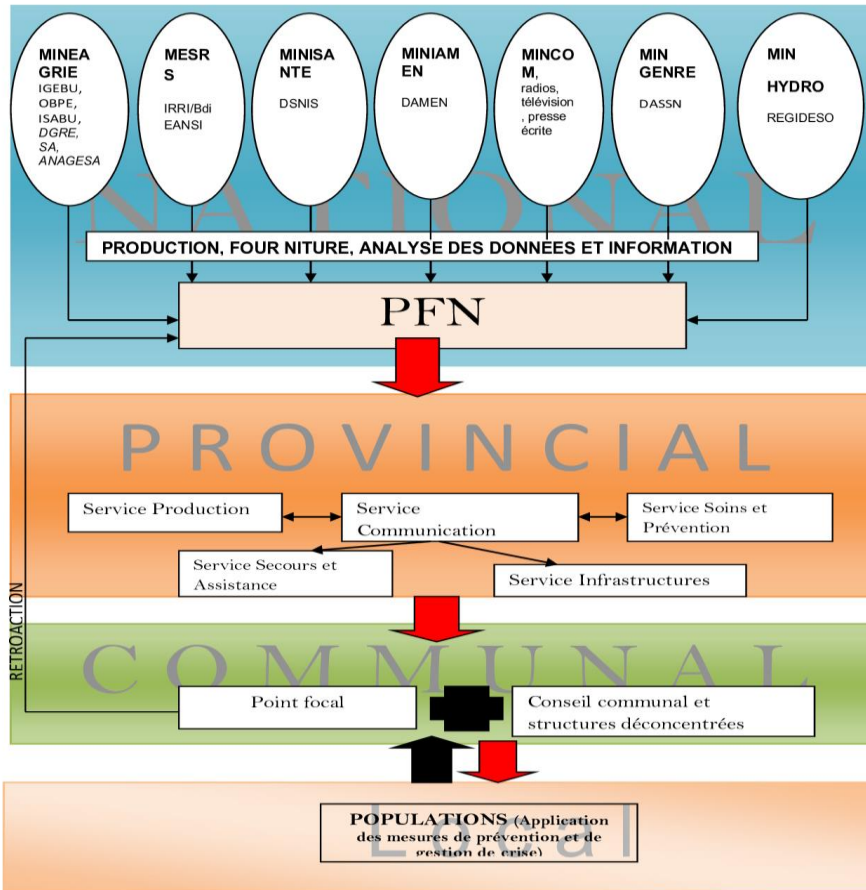 MINEA
GRIE
IGEBU,
OBPE,
ISABU,
DGRE,
SA,
ANAGESA
MESR
S
IRRI/Bdi
EANSI
MINISA
NTE
DSNIS
MINIAM
EN
DAMEN
MINCO
M,
radios,
télévision
, presse
écrite
MIN
GENRE
DASSN
MIN
HYDRO
REGIDESO
NATIONAL
PRODUCTION, FOUR NITURE, ANALYSE DES DONNEES ET INFORMATION
PFN
PROVINCIAL
Service Production
Service
Communication
Service Soins et
Prévention
Service Secours et
Assistance
Service Infrastructures
RETROACTION
COMMUNAL
Point focal
Conseil communal et
structures déconcentrées
Local
POPULATIONS (Application
des mesures de prévention et de
gestion de crise)